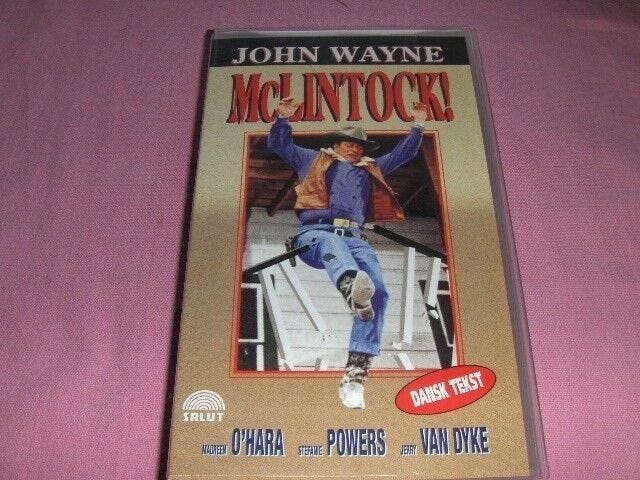 JOHN WAYNE
McLINTOCK!
DANSK TEKST
SALUT
MAUREEN O'HARA STEFANIE POWERS JERRY VAN DYKE